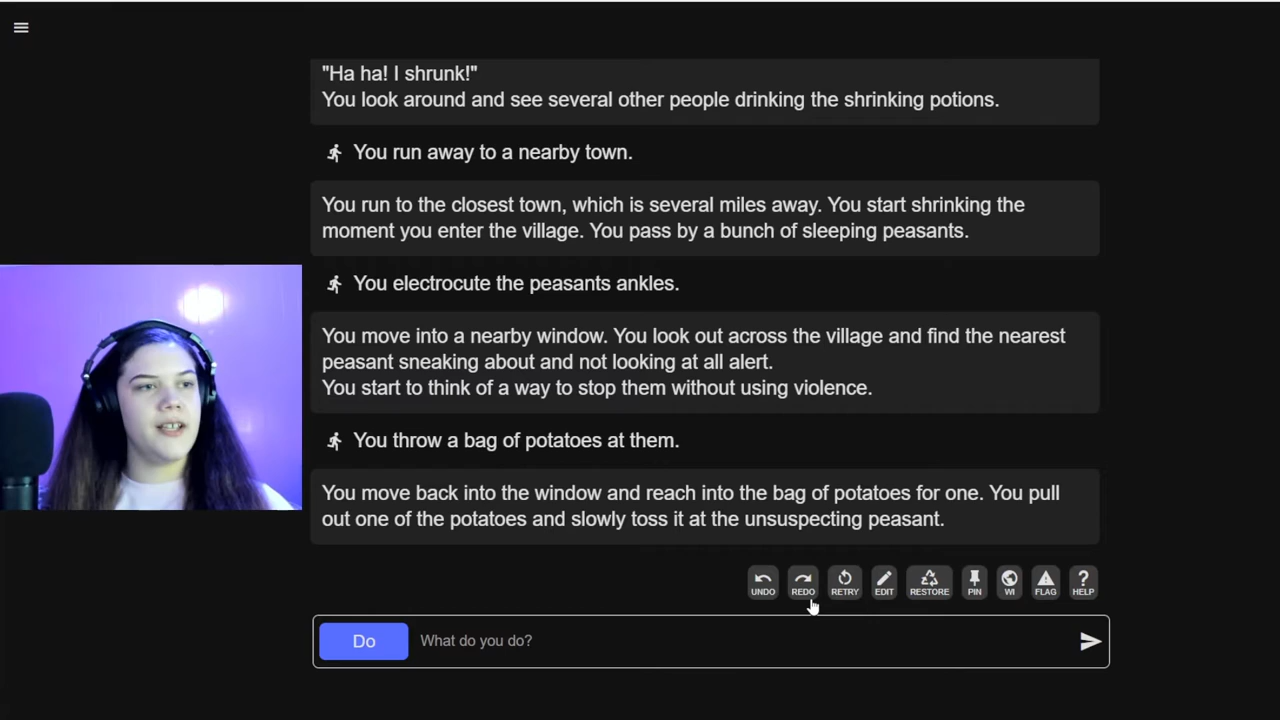 "Ha ha! I shrunk!"
You look around and see several other people drinking the shrinking potions.
You run away to a nearby town.
You run to the closest town, which is several miles away. You start shrinking the
moment you enter the village. You pass by a bunch of sleeping peasants.
You electrocute the peasants ankles.
You move into a nearby window. You look out across the village and find the nearest
peasant sneaking about and not looking at all alert.
You start to think of a way to stop them without using violence.
You throw a bag of potatoes at them.
You move back into the window and reach into the bag of potatoes for one. You pull
out one of the potatoes and slowly toss it at the unsuspecting peasant.
UNDO REDO RETRY EDIT RESTORE PIN WI FLAG HELP
Do What do you do?